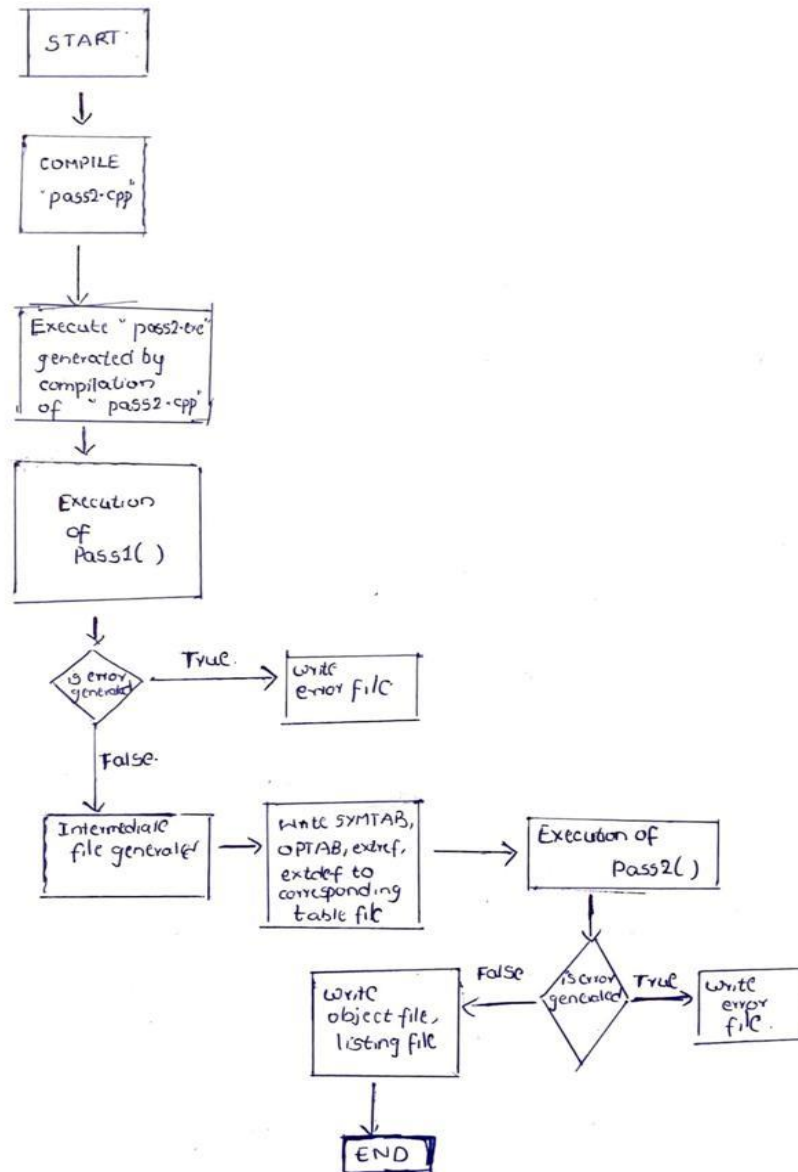 START
COMPILE
"pass2.cpp"
Execute "pass2.exe"
generated by
compilation
of "pass2.cpp"
Execution
of
Pass1( )
is error
generated
True.
write
error file
False.
Intermediate
file generated
write SYMTAB,
OPTAB, extref,
extdef to
corresponding
table file
Execution of
Pass2( )
is error
generated
False
True
write
object file,
listing file
write
error
file.
END